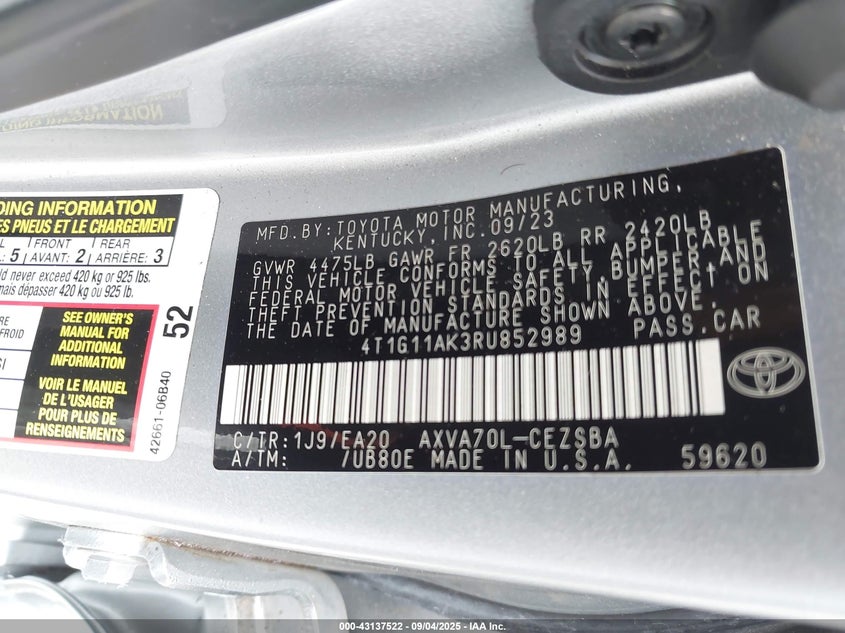 DING INFORMATION
ES PNEUS ET LE CHARGEMENT
5 FRONT 2 REAR 3
AVANT: ARRIÈRE:
ld never exceed 420 kg or 925 lbs.
mais dépasser 420 kg ou 925 lb.
SEE OWNER'S
MANUAL FOR
ADDITIONAL
INFORMATION
VOIR LE MANUEL
DE L'USAGER
POUR PLUS DE
RENSEIGNEMENTS
52
42661-06B40
MFD.BY:TOYOTA MOTOR MANUFACTURING,
KENTUCKY, INC. 09/23
GVWR 4475LB GAWR FR 2620LB RR 2420LB
THIS VEHICLE CONFORMS TO ALL APPLICABLE
FEDERAL MOTOR VEHICLE SAFETY, BUMPER, AND
THEFT PREVENTION STANDARDS IN EFFECT ON
THE DATE OF MANUFACTURE SHOWN ABOVE.
4T1G11AK3RU852989 PASS.CAR
C/TR:1J9/EA20 AXVA70L-CEZSBA
A/TM: /UB80E MADE IN U.S.A. 59620
000-43137522 - 09/04/2025 - IAA Inc.